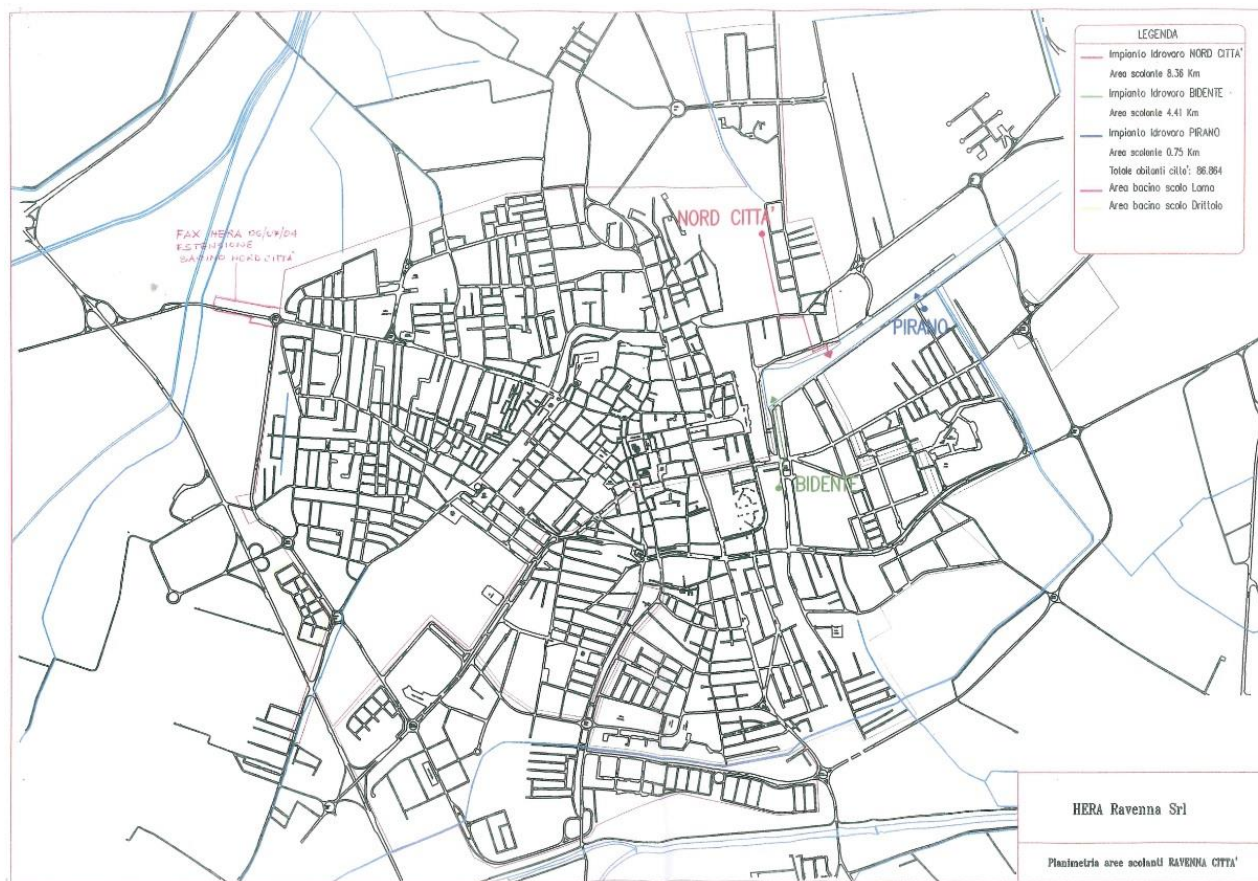 LEGENDA
Impianto Idrovoro NORD CITTA'
Area scolante 8.36 Km
Impianto Idrovoro BIDENTE
Area scolante 4.41 Km
Impianto Idrovoro PIRANO
Area scolante 0.75 Km
Totale abitanti citta': 86.864
Area bacino scolo Lama
Area bacino scolo Drittolo
NORD CITTA'
FAX HERA
ESTENSIONE
BACINO NORD CITTA'
PIRANO
BIDENTE
HERA Ravenna Srl
Planimetria aree scolanti RAVENNA CITTA'